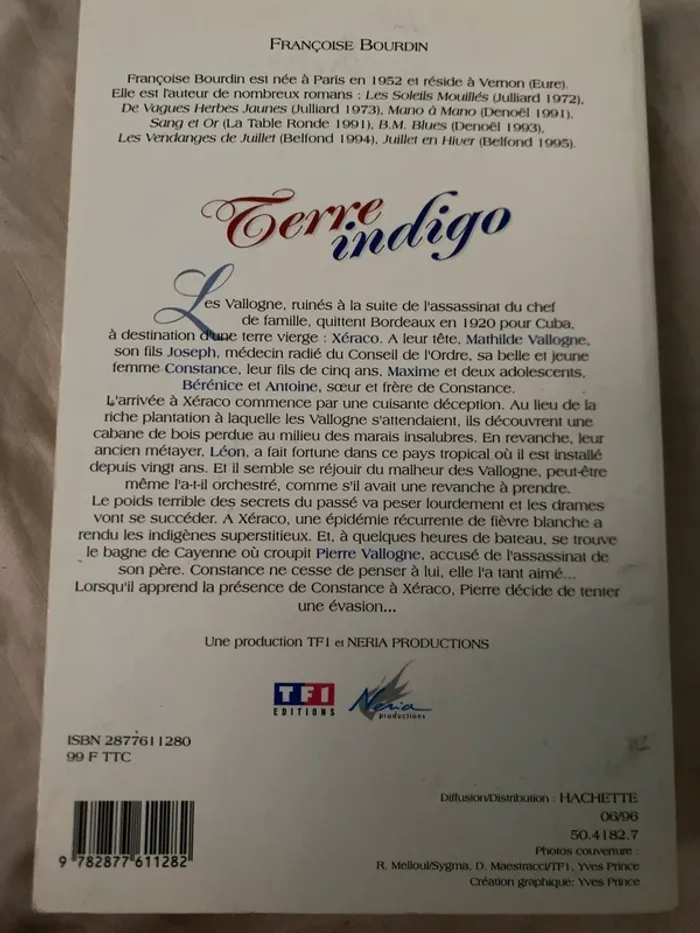 FRANÇOISE BOURDIN
Françoise Bourdin est née à Paris en 1952 et réside à Vernon (Eure).
Elle est l'auteur de nombreux romans : Les Soleils Mouillés (Julliard 1972),
De Vagues Herbes Jaunes (Julliard 1973), Mano à Mano (Denoël 1991),
Sang et Or (La Table Ronde 1991), B.M. Blues (Denoël 1993),
Les Vendanges de Juillet (Belfond 1994), Juillet en Hiver (Belfond 1995).
Terre
indigo
Les Vallogne, ruinés à la suite de l'assassinat du chef
de famille, quittent Bordeaux en 1920 pour Cuba,
à destination d'une terre vierge : Xéraco. A leur tête, Mathilde Vallogne,
son fils Joseph, médecin radié du Conseil de l'Ordre, sa belle et jeune
femme Constance, leur fils de cinq ans, Maxime et deux adolescents,
Bérénice et Antoine, sœur et frère de Constance.
L'arrivée à Xéraco commence par une cuisante déception. Au lieu de la
riche plantation à laquelle les Vallogne s'attendaient, ils découvrent une
cabane de bois perdue au milieu des marais insalubres. En revanche, leur
ancien métayer, Léon, a fait fortune dans ce pays tropical où il est installé
depuis vingt ans. Et il semble se réjouir du malheur des Vallogne, peut-être
même l'a-t-il orchestré, comme s'il avait une revanche à prendre.
Le poids terrible des secrets du passé va peser lourdement et les drames
vont se succéder. A Xéraco, une épidémie récurrente de fièvre blanche a
rendu les indigènes superstitieux. Et, à quelques heures de bateau, se trouve
le bagne de Cayenne où croupit Pierre Vallogne, accusé de l'assassinat de
son père. Constance ne cesse de penser à lui, elle l'a tant aimé...
Lorsqu'il apprend la présence de Constance à Xéraco, Pierre décide de tenter
une évasion...
Une production TF1 et NERIA PRODUCTIONS
TF1
EDITIONS
Neria
productions
ISBN 2877611280
99 F TTC
9 782877 611282
Diffusion/Distribution : HACHETTE
06/96
50.4182.7
Photos couverture :
R. Melloul/Sygma, D. Maestracci/TF1, Yves Prince
Création graphique: Yves Prince